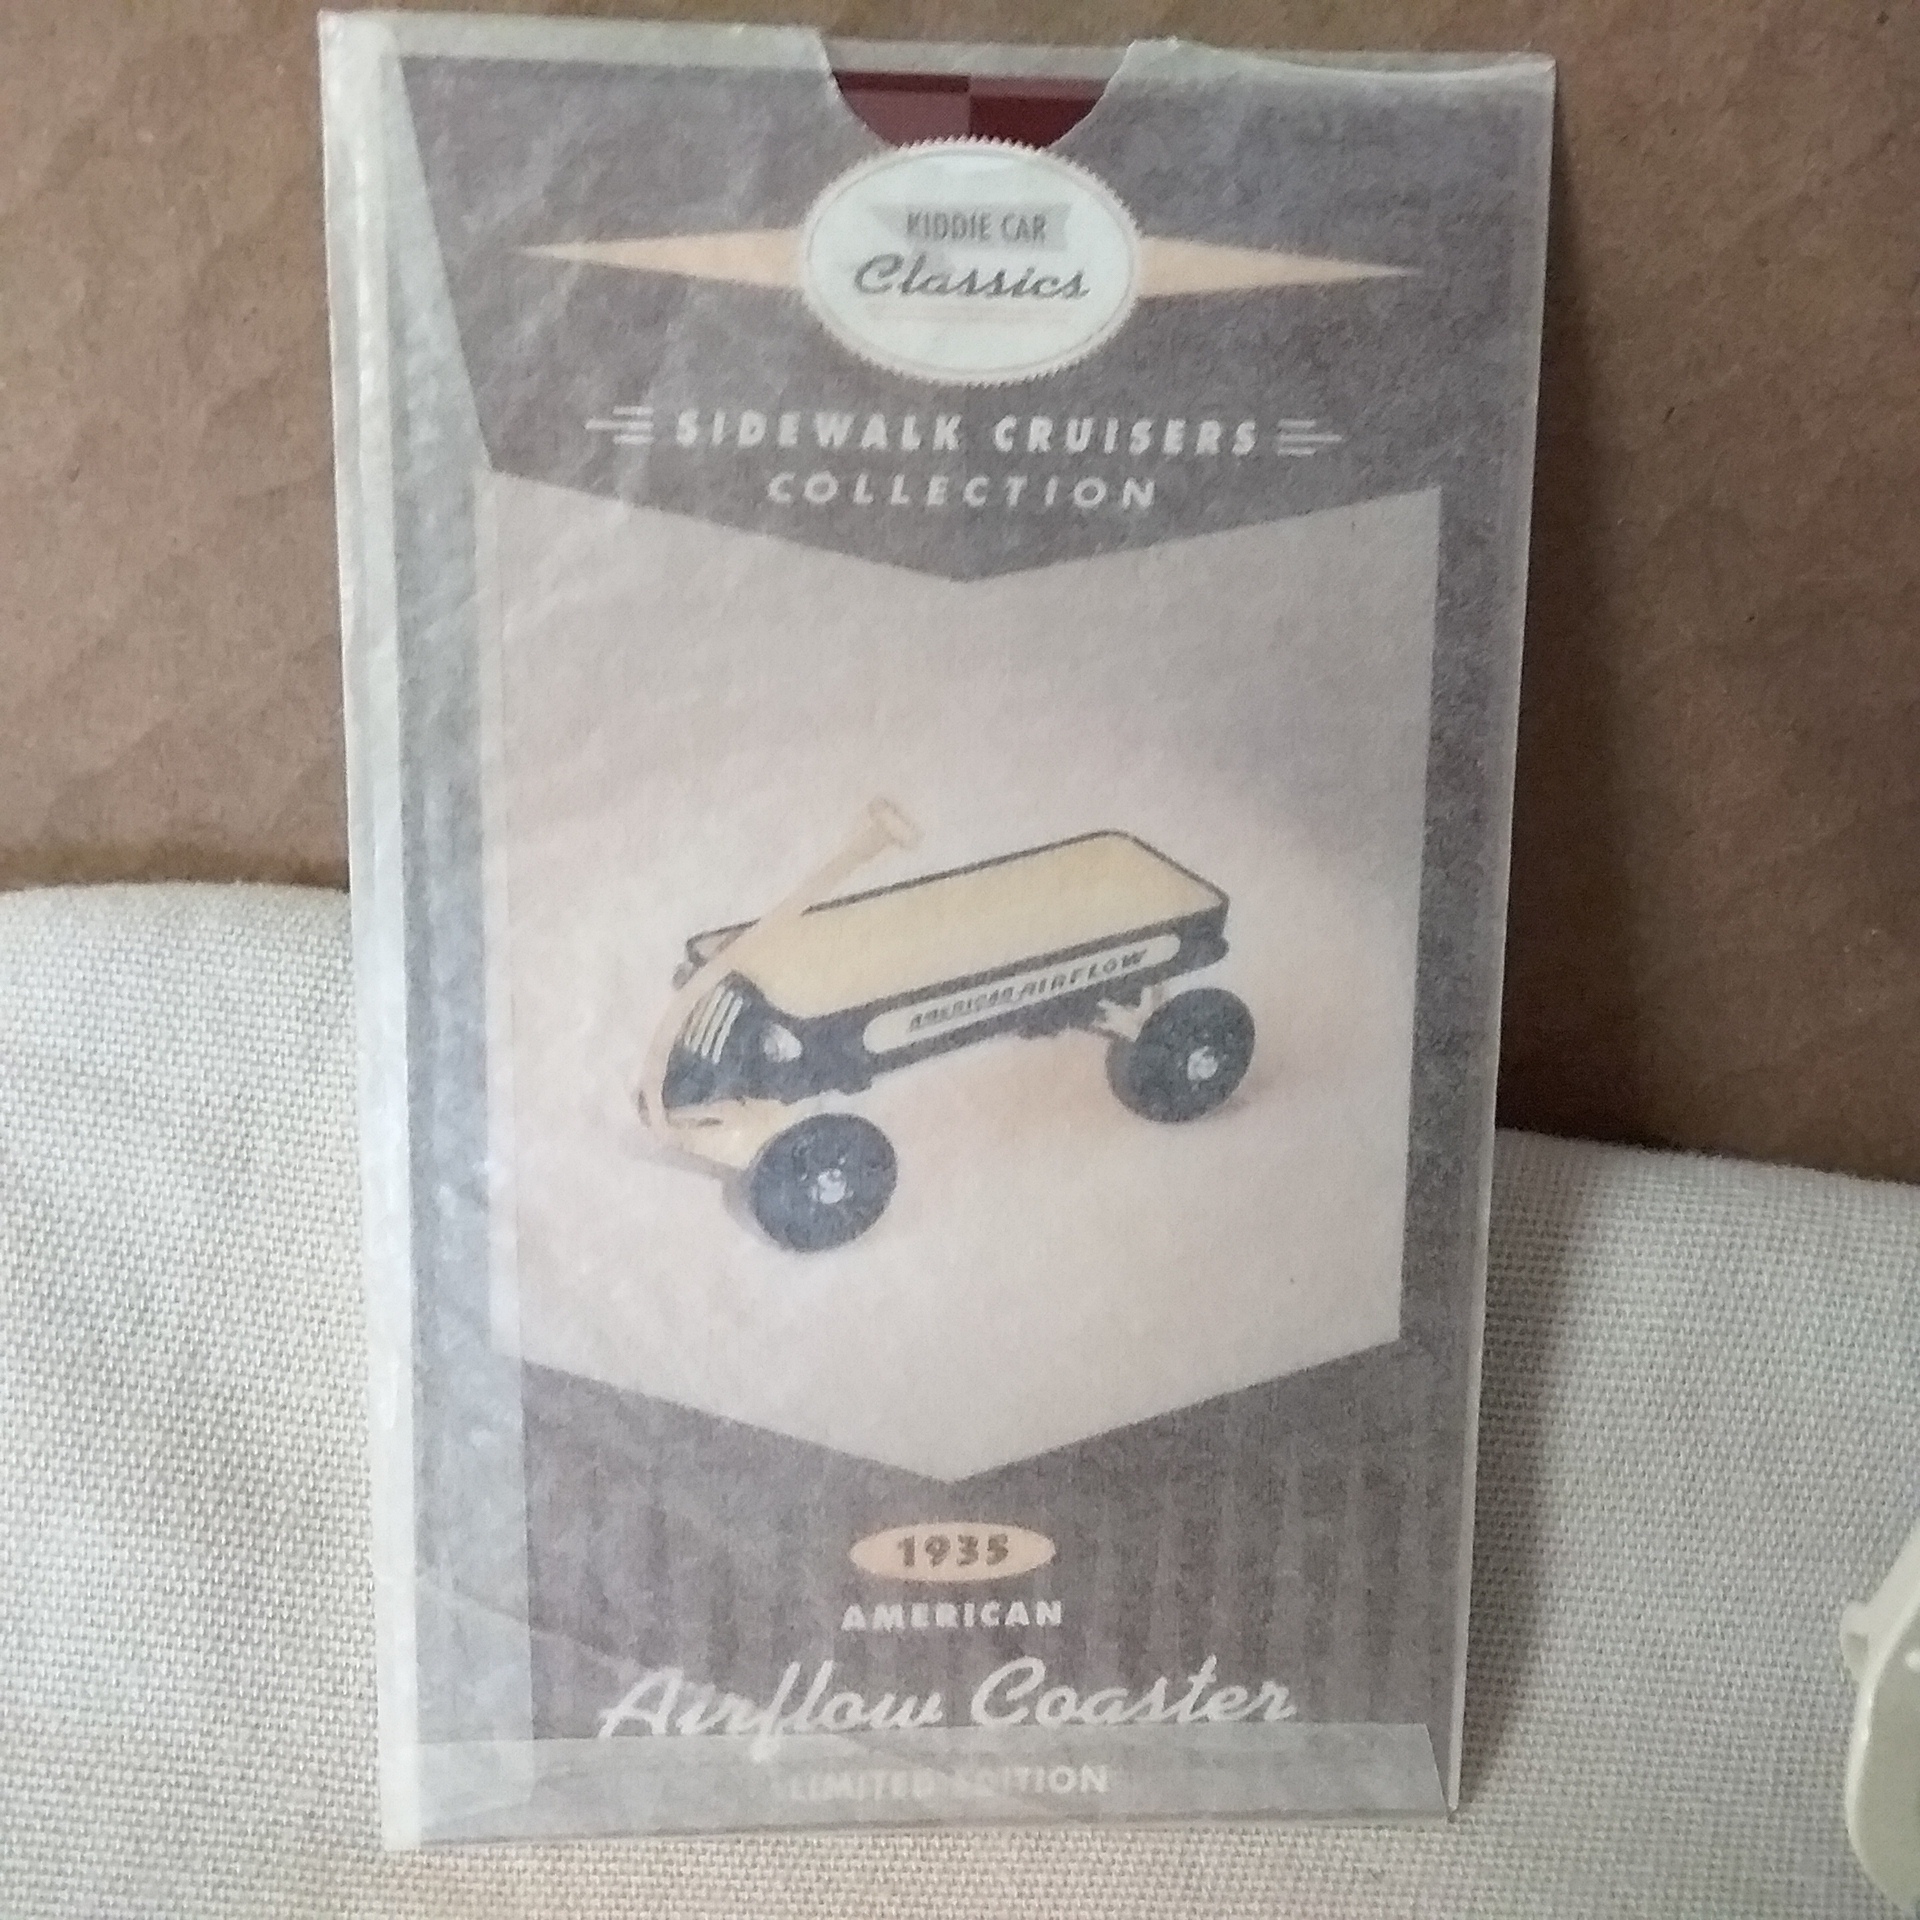 KIDDIE CAR
Classics
SIDEWALK CRUISERS
COLLECTION
AMERICAN-AIRFLOW
1935
AMERICAN
Airflow Coaster
LIMITED EDITION